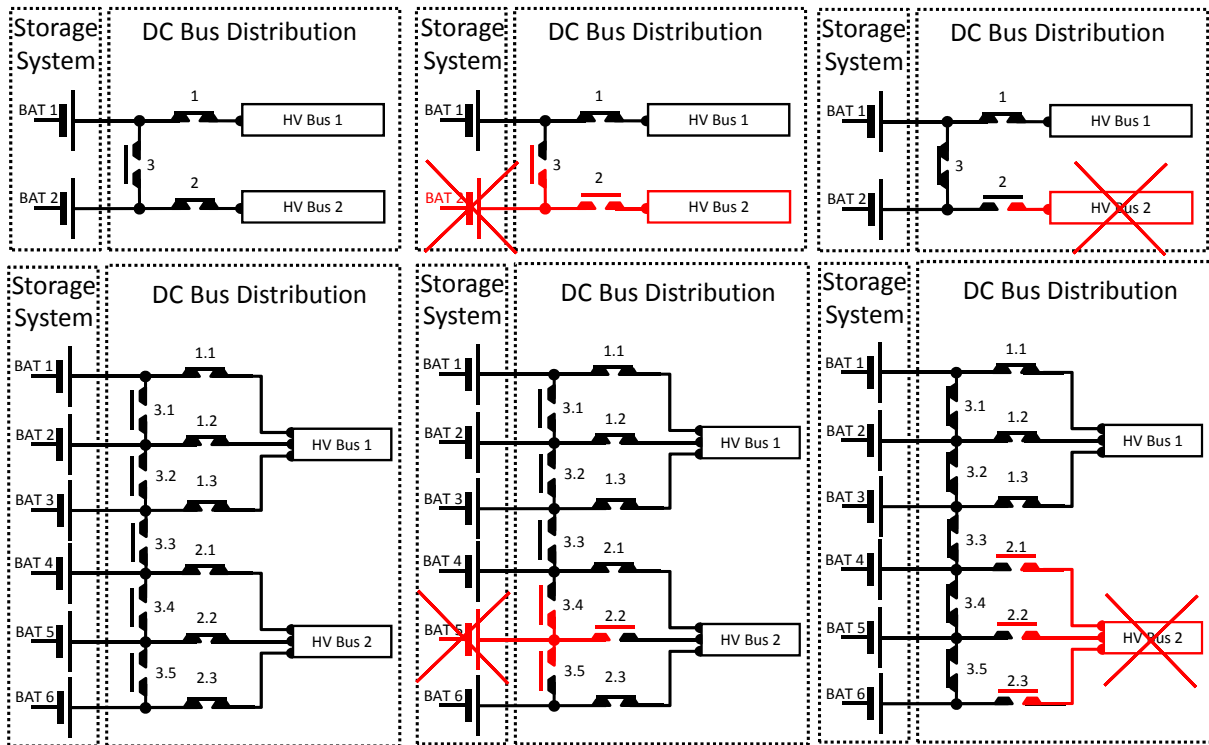 Storage
System
DC Bus Distribution
BAT 1
1
HV Bus 1
3
BAT 2
2
HV Bus 2
Storage
System
DC Bus Distribution
BAT 1
1
HV Bus 1
3
BAT 2
2
HV Bus 2
Storage
System
DC Bus Distribution
BAT 1
1
HV Bus 1
3
BAT 2
2
HV Bus 2
Storage
System
DC Bus Distribution
BAT 1
1.1
3.1
BAT 2
1.2
HV Bus 1
3.2
BAT 3
1.3
3.3
BAT 4
2.1
3.4
BAT 5
2.2
HV Bus 2
3.5
BAT 6
2.3
Storage
System
DC Bus Distribution
BAT 1
1.1
3.1
BAT 2
1.2
HV Bus 1
3.2
BAT 3
1.3
3.3
BAT 4
2.1
3.4
BAT 5
2.2
HV Bus 2
3.5
BAT 6
2.3
Storage
System
DC Bus Distribution
BAT 1
1.1
3.1
BAT 2
1.2
HV Bus 1
3.2
BAT 3
1.3
3.3
BAT 4
2.1
3.4
BAT 5
2.2
HV Bus 2
3.5
BAT 6
2.3